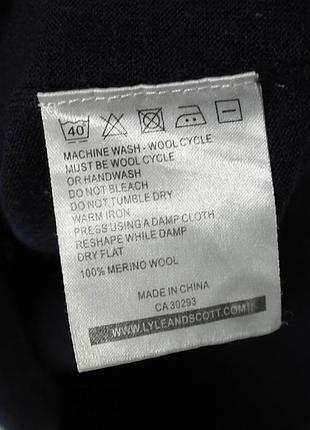 40
MACHINE WASH - WOOL CYCLE
MUST BE WOOL CYCLE
OR HANDWASH
DO NOT BLEACH
DO NOT TUMBLE DRY
WARM IRON
PRESS USING A DAMP CLOTH
RESHAPE WHILE DAMP
DRY FLAT
100% MERINO WOOL
MADE IN CHINA
CA 30293
WWW.LYLEANDSCOTT.COM